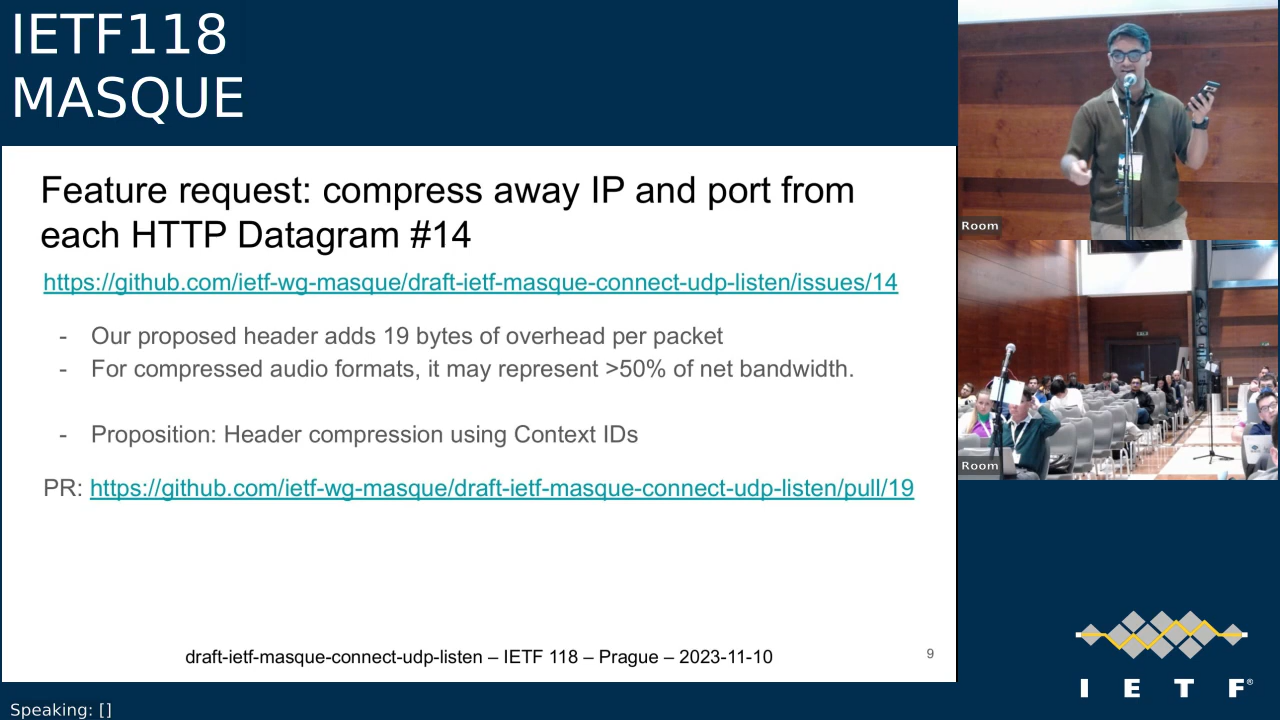 IETF118
MASQUE
Feature request: compress away IP and port from
each HTTP Datagram #14
https://github.com/ietf-wg-masque/draft-ietf-masque-connect-udp-listen/issues/14
- Our proposed header adds 19 bytes of overhead per packet
- For compressed audio formats, it may represent >50% of net bandwidth.
- Proposition: Header compression using Context IDs
PR: https://github.com/ietf-wg-masque/draft-ietf-masque-connect-udp-listen/pull/19
draft-ietf-masque-connect-udp-listen – IETF 118 – Prague – 2023-11-10
9
Room
Room
I E T F®
Speaking: []